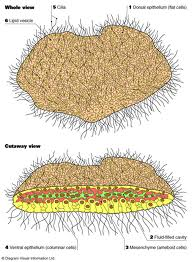 Whole view
5 Cilia
1 Dorsal epithelium (flat cells)
6 Lipid vesicle
Cutaway view
2 Fluid-filled cavity
4 Ventral epithelium (columnar cells)
3 Mesenchyme (ameboid cells)
© Diagram Visual Information Ltd.